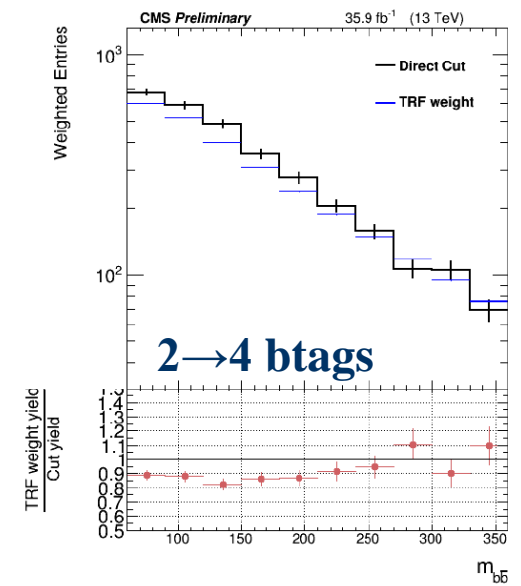 CMS Preliminary 35.9 fb⁻¹ (13 TeV)
Weighted Entries
10³
10²
Direct Cut
TRF weight
2→4 btags
TRF weight yield
Cut yield
1.4
1.3
1.2
1.1
1
0.9
0.8
0.7
0.6
0.5
100 150 200 250 300 350
m_bb̅